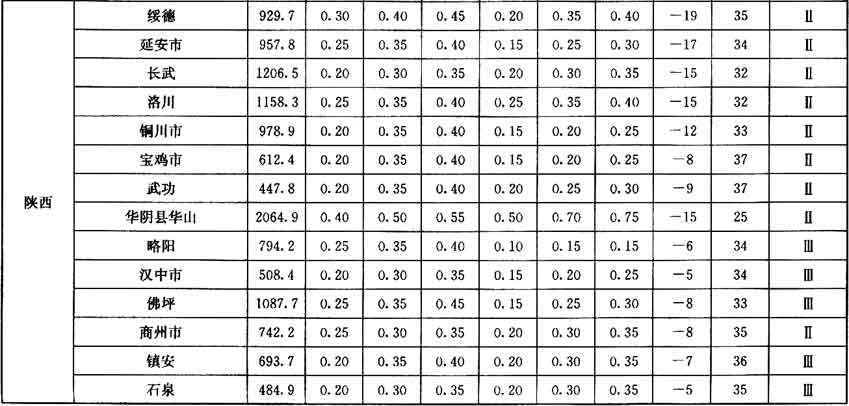 陕西
绥德 929.7 0.30 0.40 0.45 0.20 0.35 0.40 −19 35 Ⅱ
延安市 957.8 0.25 0.35 0.40 0.15 0.25 0.30 −17 34 Ⅱ
长武 1206.5 0.20 0.30 0.35 0.20 0.30 0.35 −15 32 Ⅱ
洛川 1158.3 0.25 0.35 0.40 0.25 0.35 0.40 −15 32 Ⅱ
铜川市 978.9 0.20 0.35 0.40 0.15 0.20 0.25 −12 33 Ⅱ
宝鸡市 612.4 0.20 0.35 0.40 0.15 0.20 0.25 −8 37 Ⅱ
武功 447.8 0.20 0.35 0.40 0.20 0.25 0.30 −9 37 Ⅱ
华阴县华山 2064.9 0.40 0.50 0.55 0.50 0.70 0.75 −15 25 Ⅱ
略阳 794.2 0.25 0.35 0.40 0.10 0.15 0.15 −6 34 Ⅲ
汉中市 508.4 0.20 0.30 0.35 0.15 0.20 0.25 −5 34 Ⅲ
佛坪 1087.7 0.25 0.35 0.45 0.15 0.25 0.30 −8 33 Ⅲ
商州市 742.2 0.25 0.30 0.35 0.20 0.30 0.35 −8 35 Ⅱ
镇安 693.7 0.20 0.35 0.40 0.20 0.30 0.35 −7 36 Ⅲ
石泉 484.9 0.20 0.30 0.35 0.20 0.30 0.35 −5 35 Ⅲ